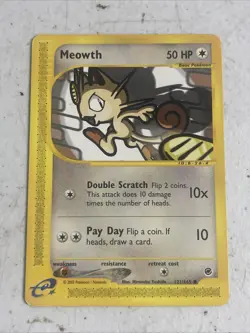 Meowth 50 HP
Basic Pokémon
Double Scratch Flip 2 coins. 10x
This attack does 10 damage
times the number of heads.
Pay Day Flip a coin. If 10
heads, draw a card.
weakness resistance retreat cost
e